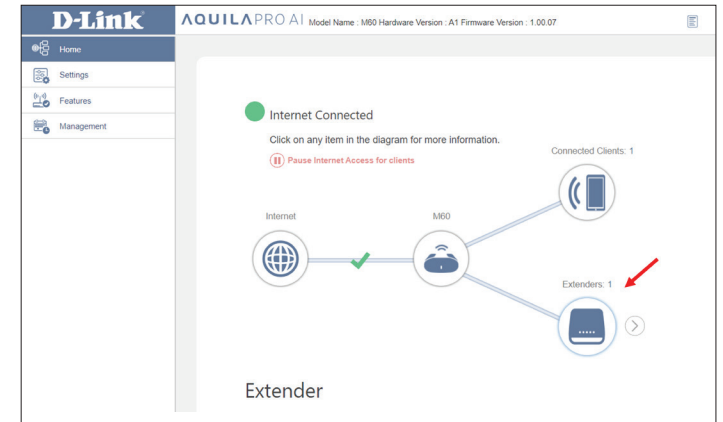 D-Link
AQUILA PRO AI Model Name : M60 Hardware Version : A1 Firmware Version : 1.00.07
Home
Settings
Features
Management
Internet Connected
Click on any item in the diagram for more information.
Pause Internet Access for clients
Connected Clients: 1
Internet
M60
Extenders: 1
Extender